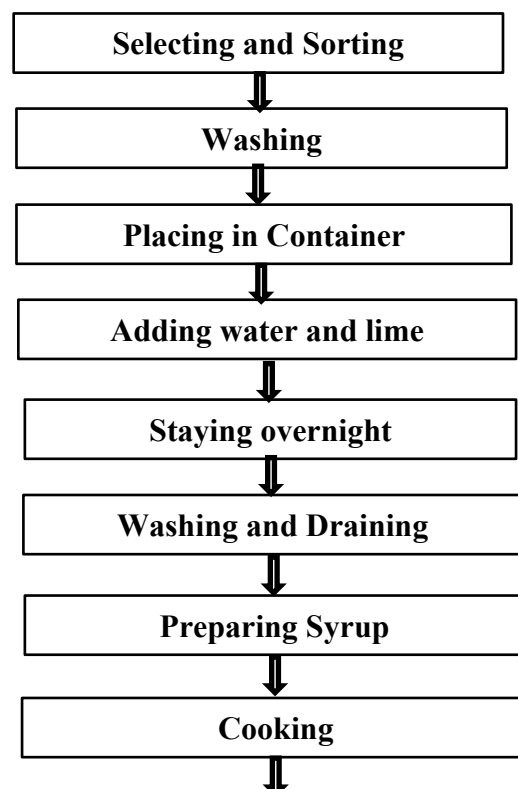 Selecting and Sorting
Washing
Placing in Container
Adding water and lime
Staying overnight
Washing and Draining
Preparing Syrup
Cooking